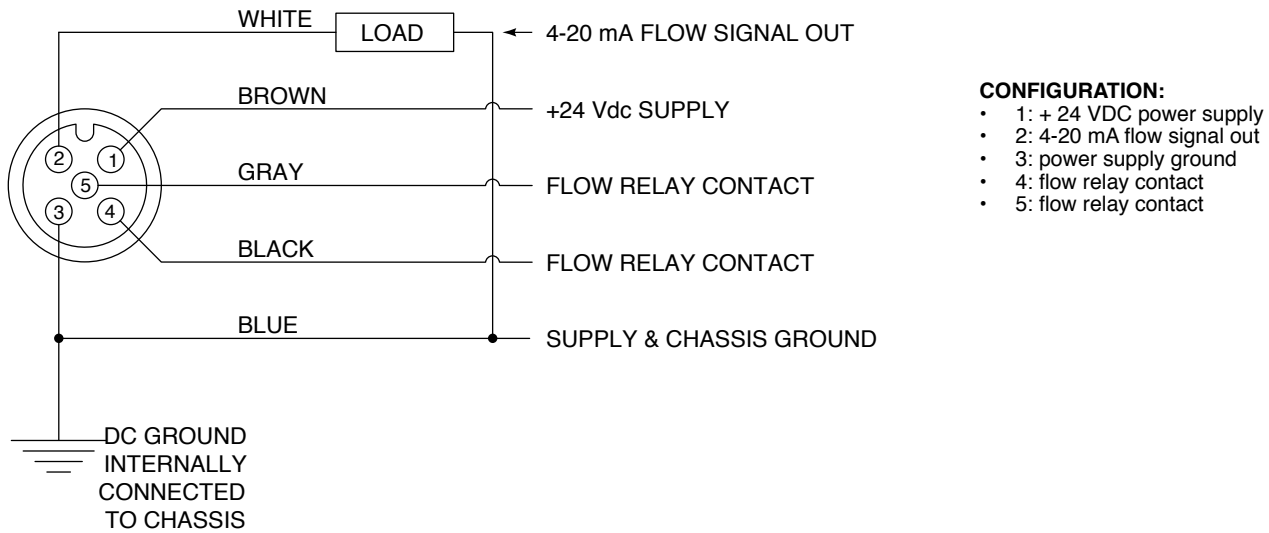 WHITE
LOAD
4-20 mA FLOW SIGNAL OUT
BROWN
+24 Vdc SUPPLY
2
1
GRAY
5
FLOW RELAY CONTACT
3
4
BLACK
FLOW RELAY CONTACT
BLUE
SUPPLY & CHASSIS GROUND
DC GROUND
INTERNALLY
CONNECTED
TO CHASSIS
CONFIGURATION:
• 1: + 24 VDC power supply
• 2: 4-20 mA flow signal out
• 3: power supply ground
• 4: flow relay contact
• 5: flow relay contact